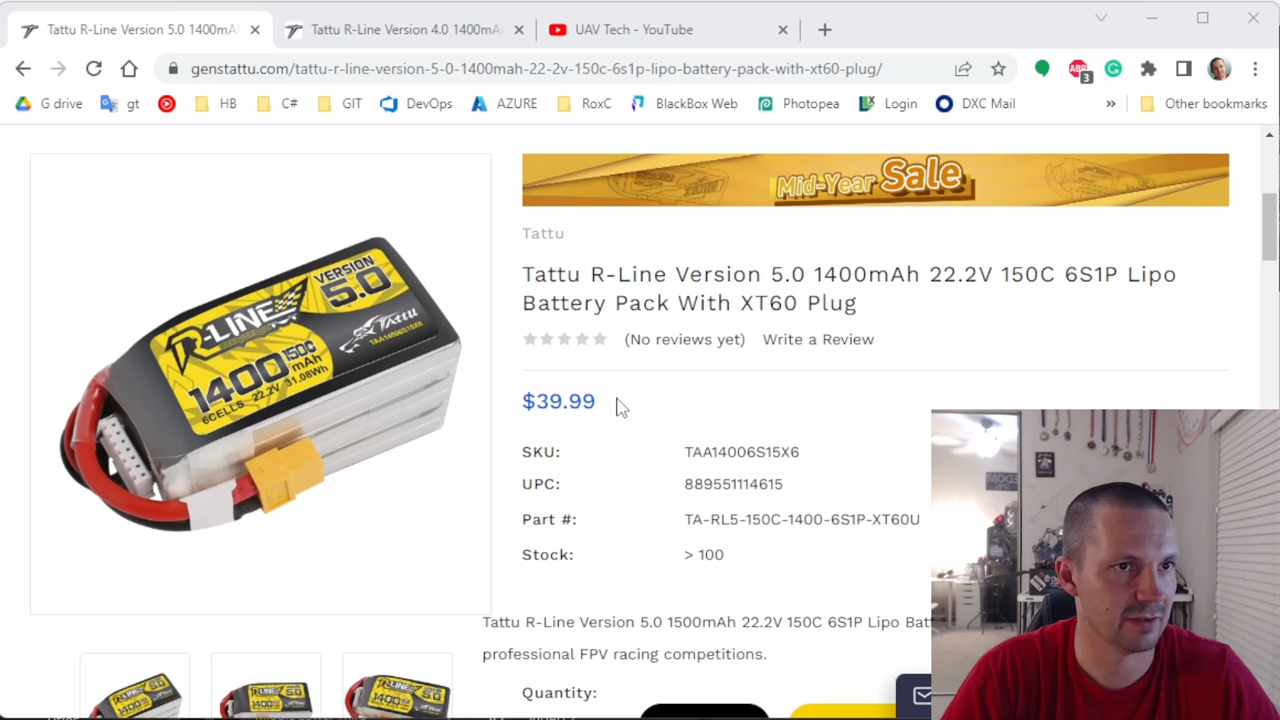 Tattu R-Line Version 5.0 1400mA
Tattu R-Line Version 4.0 1400mA
UAV Tech - YouTube
genstattu.com/tattu-r-line-version-5-0-1400mah-22-2v-150c-6s1p-lipo-battery-pack-with-xt60-plug/
ABP
3
G drive
gt
HB
C#
GIT
DevOps
AZURE
RoxC
BlackBox Web
Photopea
Login
DXC Mail
»
Other bookmarks
Mid-Year Sale
Tattu
Tattu R-Line Version 5.0 1400mAh 22.2V 150C 6S1P Lipo
Battery Pack With XT60 Plug
(No reviews yet) Write a Review
$39.99
SKU: TAA14006S15X6
UPC: 889551114615
Part #: TA-RL5-150C-1400-6S1P-XT60U
Stock: > 100
Tattu R-Line Version 5.0 1500mAh 22.2V 150C 6S1P Lipo
professional FPV racing competitions.
Quantity:
VERSION
5.0
R-LINE
TATTU
TAA14006S15X6
1400 150C mAh
6CELLS 22.2V 31.08Wh